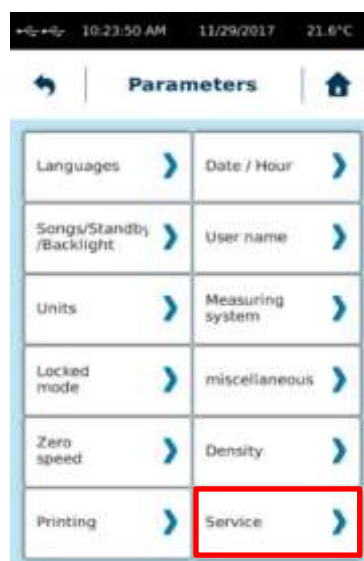 10:23:50 AM 11/29/2017 21.6°C
Parameters
Languages
Date / Hour
Songs/Standby
/Backlight
User name
Units
Measuring
system
Locked
mode
miscellaneous
Zero
speed
Density
Printing
Service